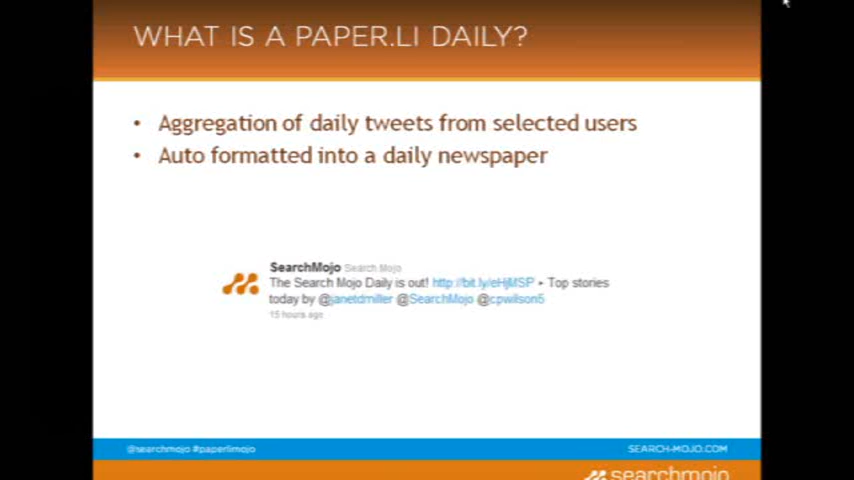 WHAT IS A PAPER.LI DAILY?
• Aggregation of daily tweets from selected users
• Auto formatted into a daily newspaper
SearchMojo Search Mojo
The Search Mojo Daily is out! http://bit.ly/eHjMSP ▸ Top stories
today by @janetdmiller @SearchMojo @cpwilson5
15 hours ago
@searchmojo #paperlimojo
SEARCH-MOJO.COM
searchmojo